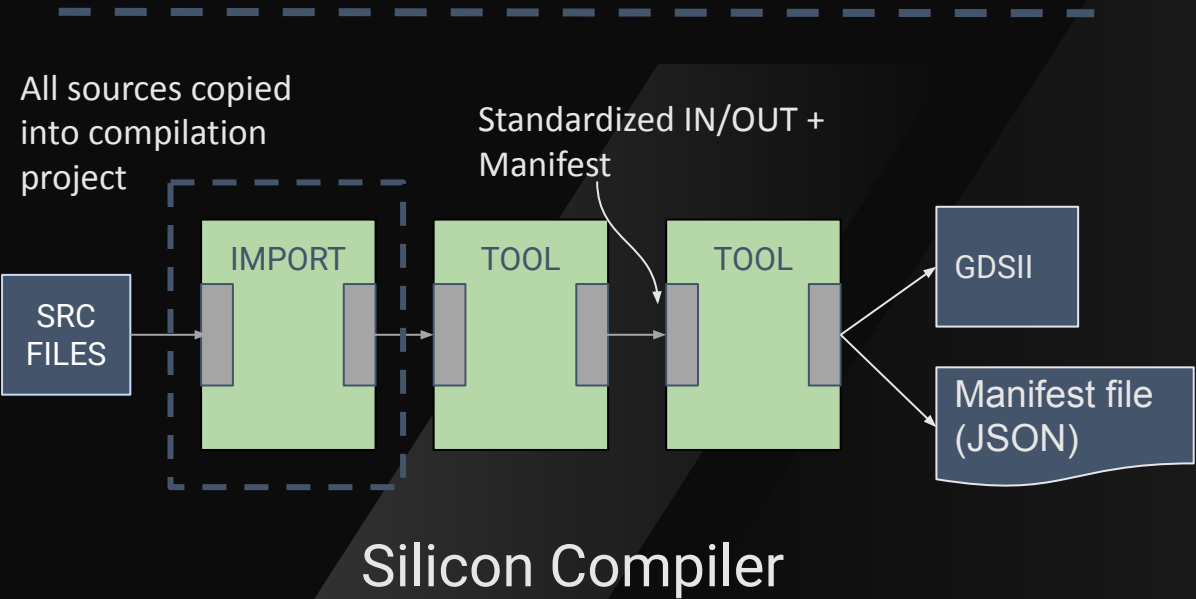 All sources copied
into compilation
project
Standardized IN/OUT +
Manifest
SRC
FILES
IMPORT
TOOL
TOOL
GDSII
Manifest file
(JSON)
Silicon Compiler